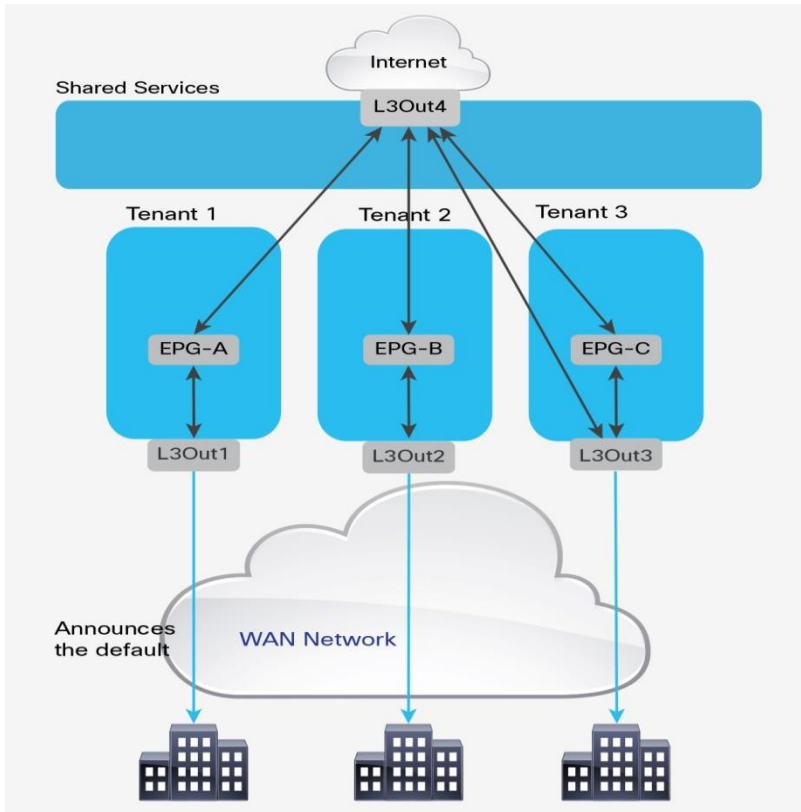 Internet
Shared Services
L3Out4
Tenant 1
Tenant 2
Tenant 3
EPG-A
EPG-B
EPG-C
L3Out1
L3Out2
L3Out3
Announces
the default
WAN Network